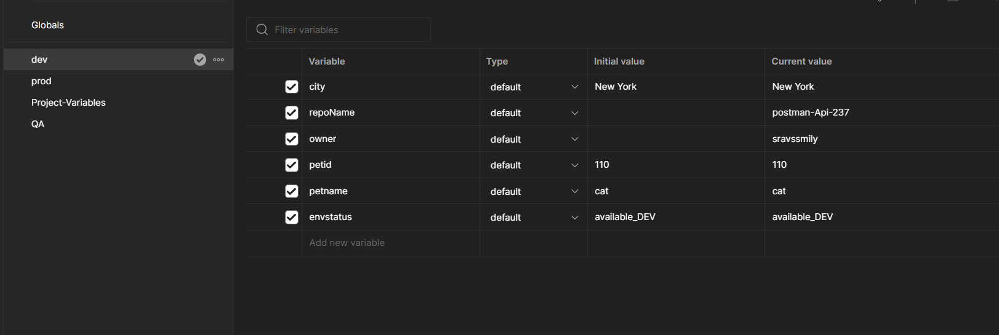 Globals
dev
prod
Project-Variables
QA
Filter variables
Variable Type Initial value Current value
city default New York New York
repoName default postman-Api-237
owner default sravssmily
petid default 110 110
petname default cat cat
envstatus default available_DEV available_DEV
Add new variable